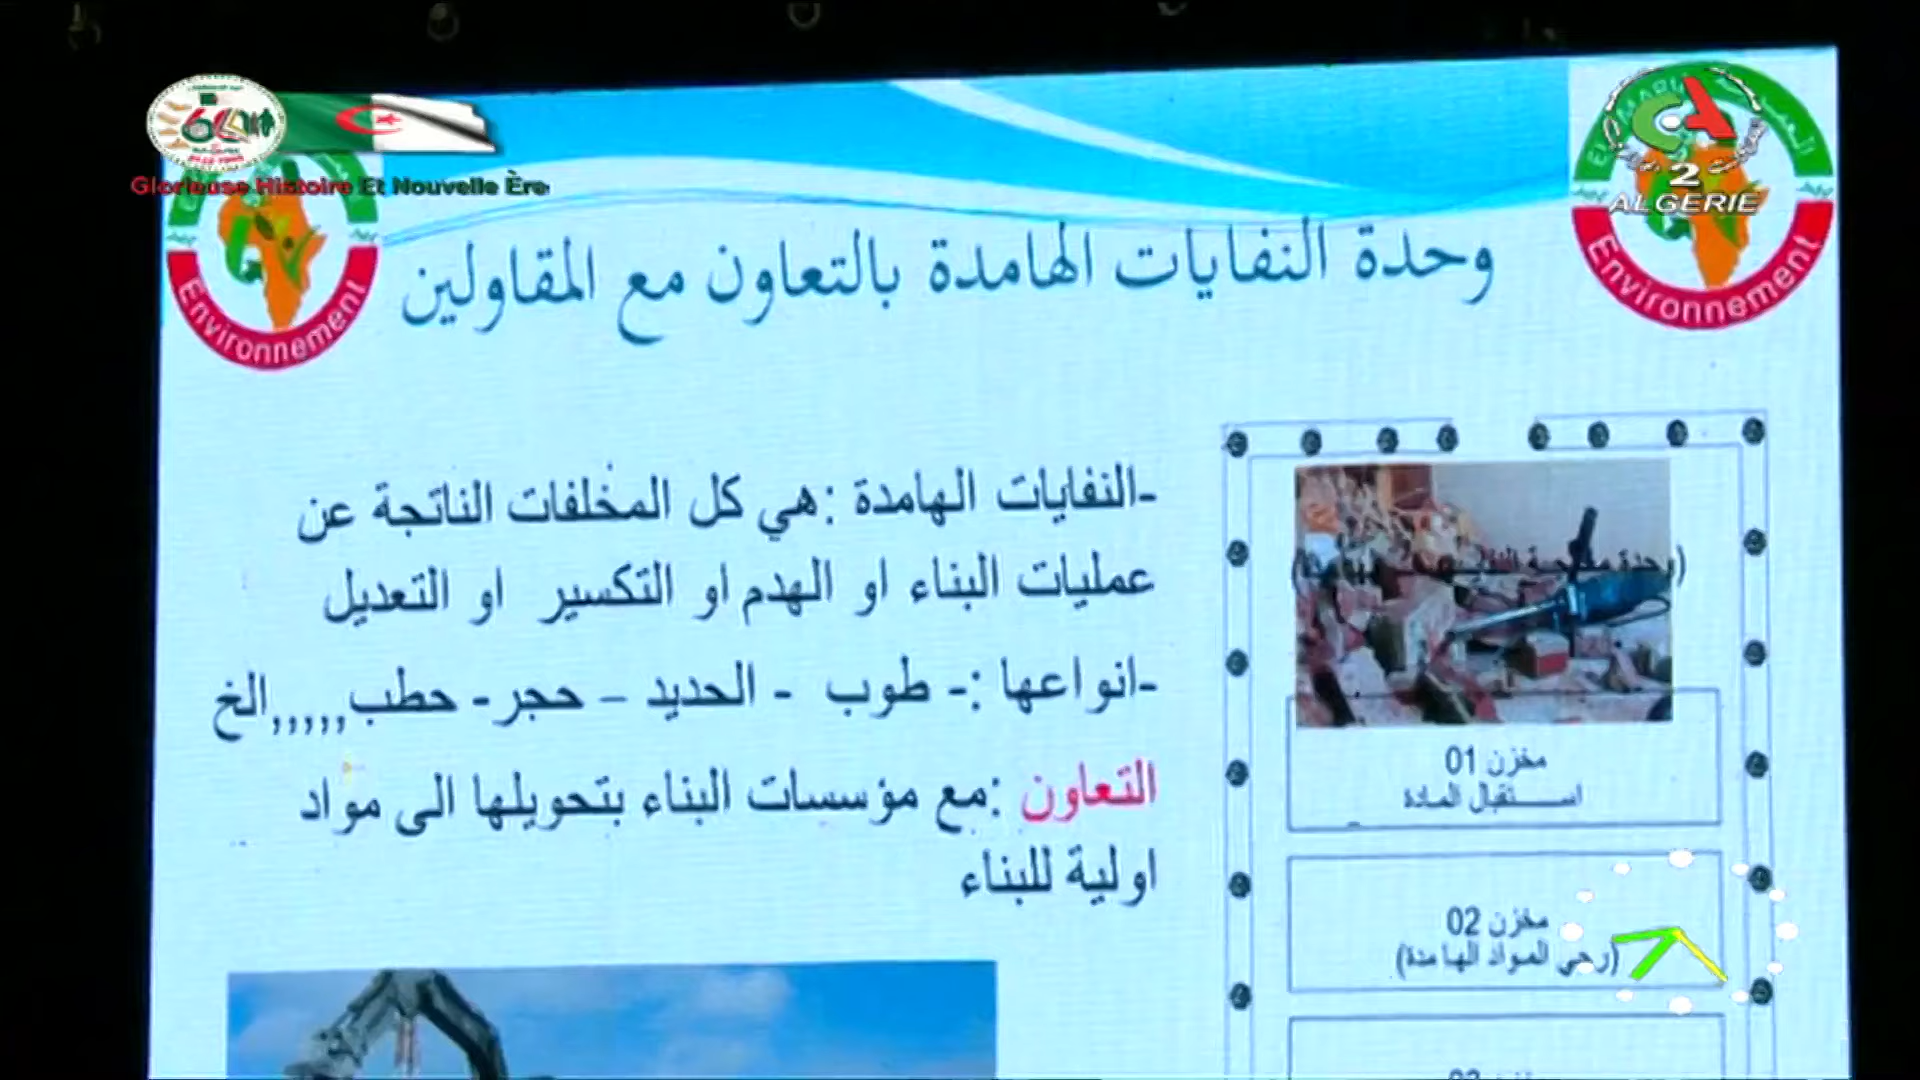 Glorieuse Histoire Et Nouvelle Ère
2
ALGERIE
Environnement
Environnement
وحدة النفايات الهامدة بالتعاون مع المقاولين
-النفايات الهامدة :هي كل المخلفات الناتجة عن
عمليات البناء او الهدم او التكسير او التعديل
-انواعها :- طوب - الحديد – حجر- حطب,,,,,الخ
التعاون :مع مؤسسات البناء بتحويلها الى مواد
اولية للبناء
مخزن 01
استقبال المادة
مخزن 02
(رحي المواد الهامدة)